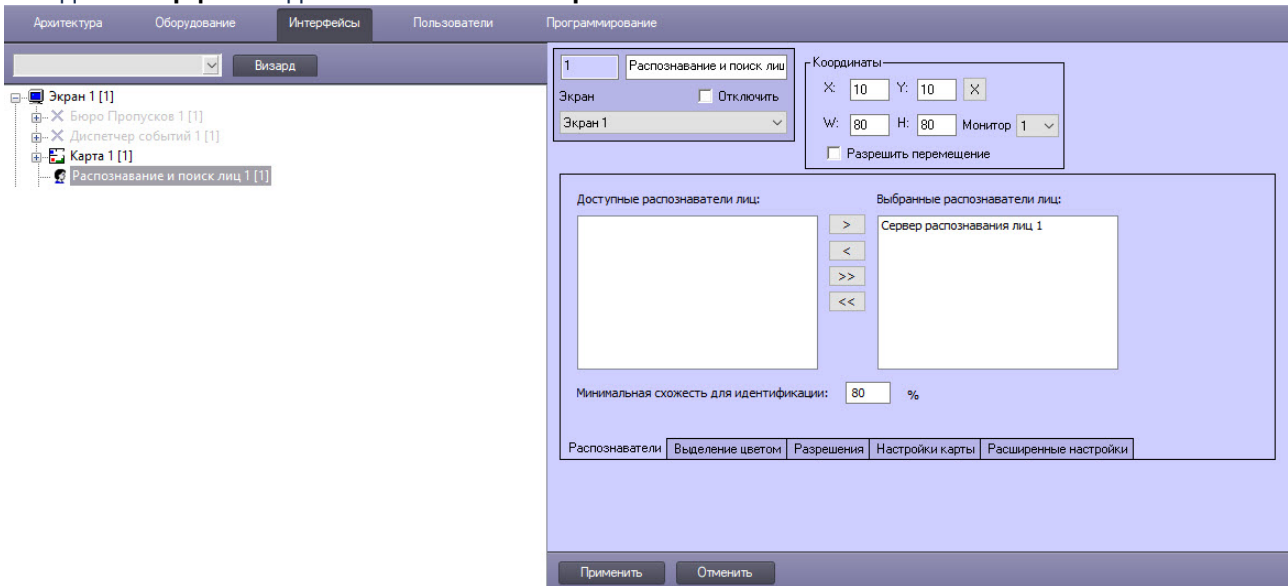 Архитектура Оборудование Интерфейсы Пользователи Программирование
Визард
Экран 1 [1]
Бюро Пропусков 1 [1]
Диспетчер событий 1 [1]
Карта 1 [1]
Распознавание и поиск лиц 1 [1]
1 Распознавание и поиск лиц
Экран Отключить
Экран 1
Координаты
X: 10 Y: 10 X
W: 80 H: 80 Монитор 1
Разрешить перемещение
Доступные распознаватели лиц: Выбранные распознаватели лиц:
> Сервер распознавания лиц 1
<
>>
<<
Минимальная схожесть для идентификации: 80 %
Распознаватели Выделение цветом Разрешения Настройки карты Расширенные настройки
Применить Отменить